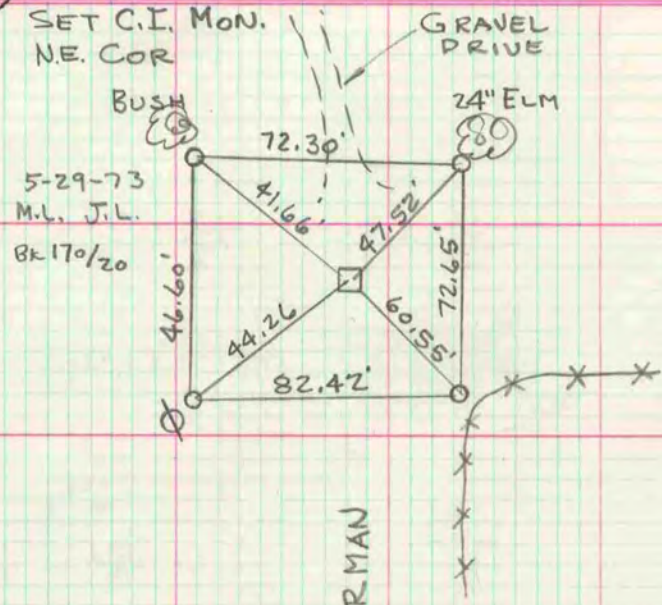 SET C.I. MON.
N.E. COR
GRAVEL
DRIVE
BUSH
24" ELM
72.30'
5-29-73
M.L. J.L.
BK 170/20
41.66'
47.52'
46.60'
72.65'
44.26
60.55'
82.42'
RMAN